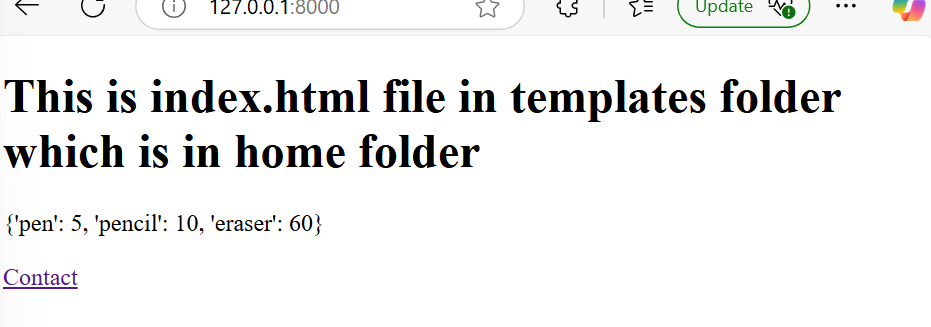 127.0.0.1:8000
Update
This is index.html file in templates folder
which is in home folder
{'pen': 5, 'pencil': 10, 'eraser': 60}
Contact